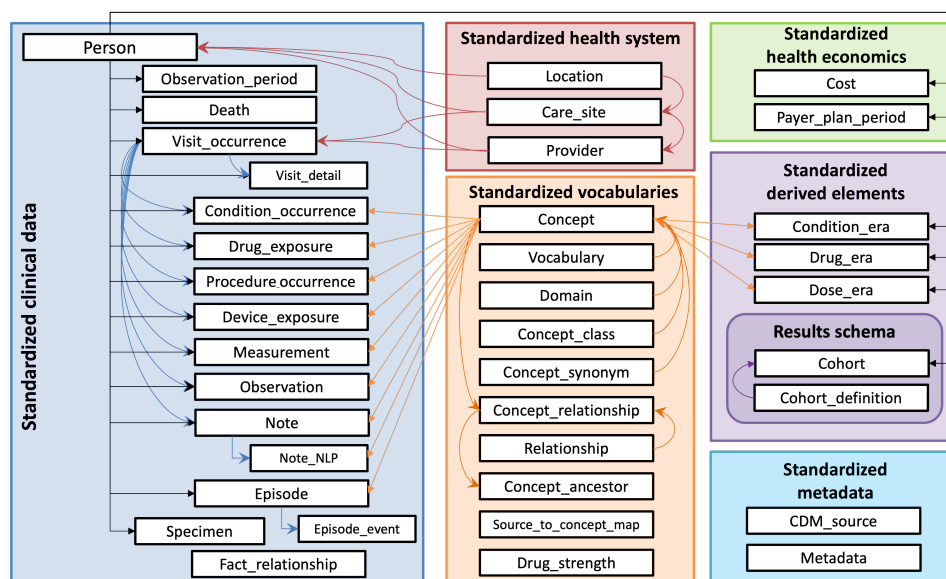 Standardized clinical data
Person
Observation_period
Death
Visit_occurrence
Visit_detail
Condition_occurrence
Drug_exposure
Procedure_occurrence
Device_exposure
Measurement
Observation
Note
Note_NLP
Episode
Specimen
Episode_event
Fact_relationship
Standardized health system
Location
Care_site
Provider
Standardized vocabularies
Concept
Vocabulary
Domain
Concept_class
Concept_synonym
Concept_relationship
Relationship
Concept_ancestor
Source_to_concept_map
Drug_strength
Standardized
health economics
Cost
Payer_plan_period
Standardized
derived elements
Condition_era
Drug_era
Dose_era
Results schema
Cohort
Cohort_definition
Standardized
metadata
CDM_source
Metadata